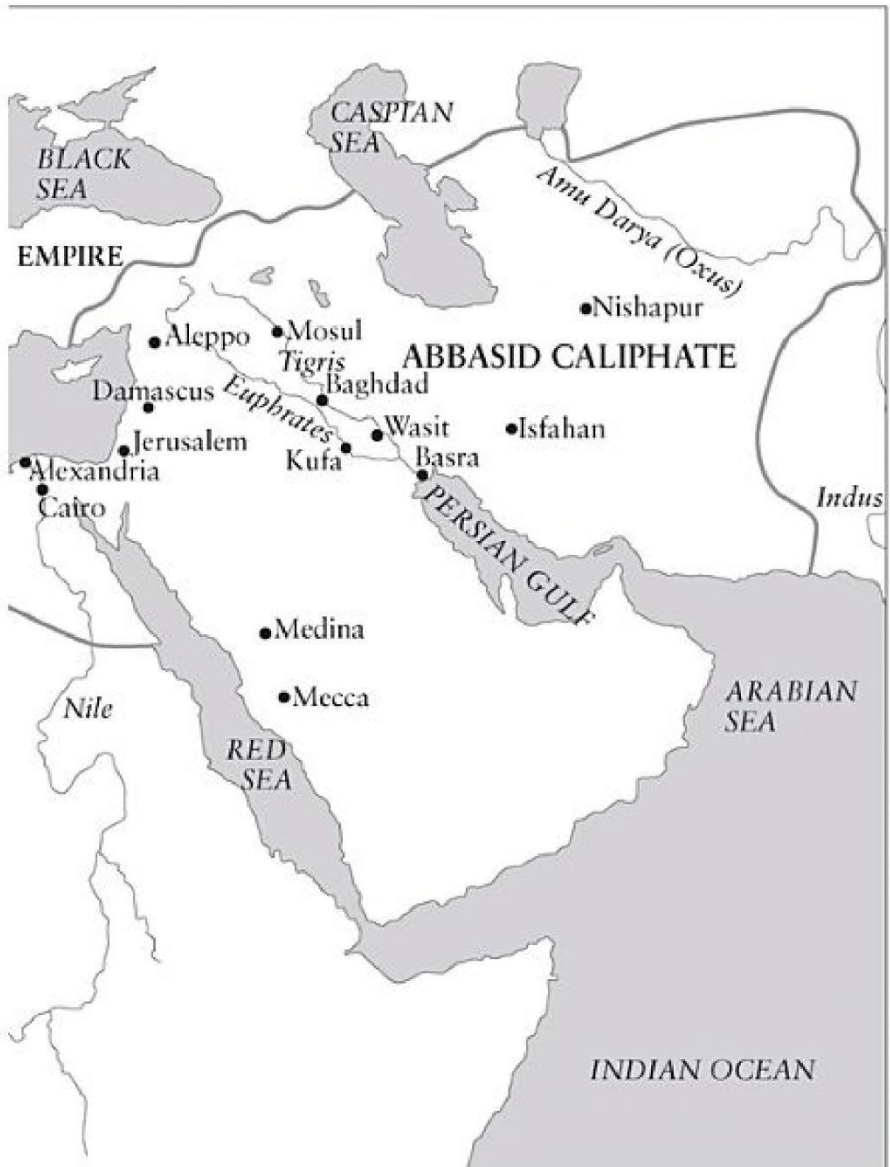 CASPIAN
SEA
BLACK
SEA
Amu Darya (Oxus)
EMPIRE
Nishapur
Aleppo
Mosul
Tigris
ABBASID CALIPHATE
Damascus
Euphrates
Baghdad
Wasit
Isfahan
Jerusalem
Kufa
Basra
Alexandria
Cairo
PERSIAN GULF
Indus
Medina
Mecca
Nile
ARABIAN
SEA
RED
SEA
INDIAN OCEAN